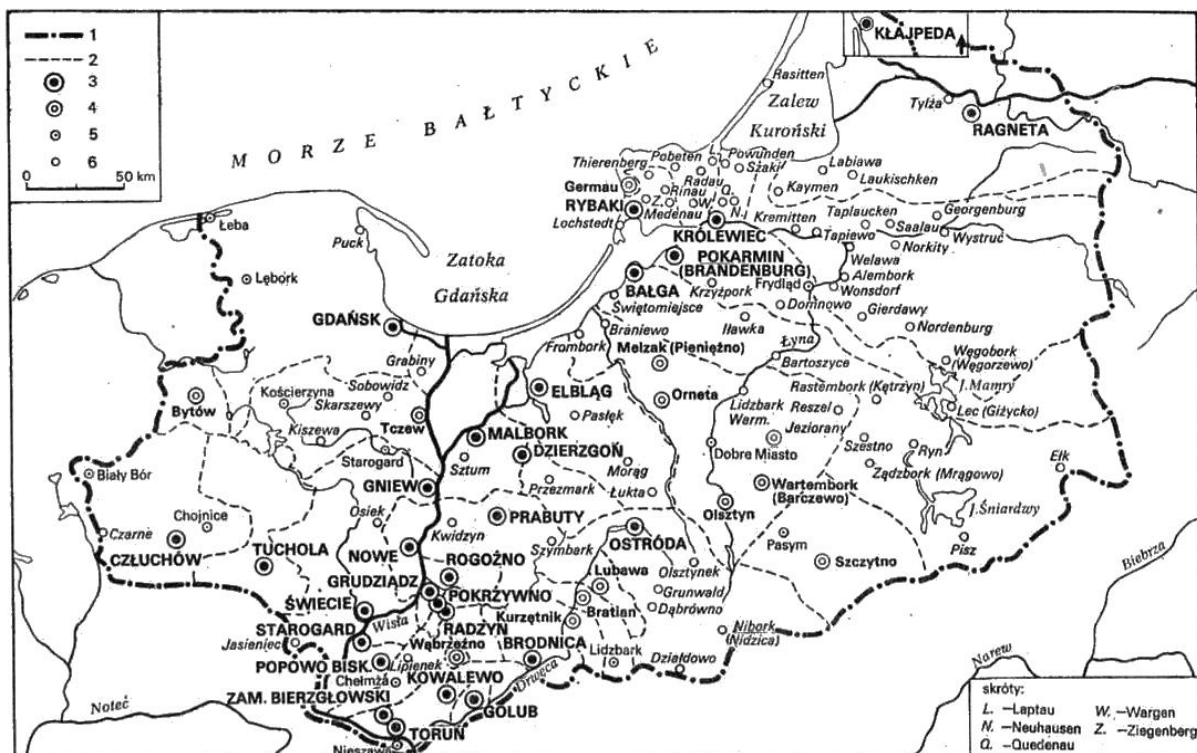 1
2
3
4
5
6
0 50 km
MORZE BAŁTYCKIE
KŁAJPEDA
Rasitten
Zalew
Kuroński
Tylża
RAGNETA
Thierenberg
Pobeten
Powunden
Szaki
Labiawa
Laukischken
Germau
Radau
Q.
L.
Rinau
Kaymen
RYBAKI
Z.
W.
N.
Medenau
Lochstedt
Kremitten
Taplaucken
Georgenburg
Saalau
KRÓLEWIEC
Tapiewo
Wystruć
Norkity
Łeba
Puck
Zatoka
Gdańska
POKARMIN
(BRANDENBURG)
Welawa
Alembork
Frydląd
Wonsdorf
Lębork
BAŁGA
Krzyżpork
Domnowo
Gierdawy
Świętomiejsce
GDAŃSK
Braniewo
Iławka
Nordenburg
Frombork
Melzak (Pieniężno)
Łyna
Bartoszyce
Węgobork
(Węgorzewo)
Grabiny
J. Mamry
Sobowidz
ELBLĄG
Orneta
Rastembork (Kętrzyn)
Bytów
Kościerzyna
Skarszewy
Pasłęk
Lidzbark
Warm.
Reszel
Lec (Giżycko)
Tczew
Kiszewa
MALBORK
Jeziorany
Szestno
Ryn
Starogard
DZIERZGOŃ
Dobre Miasto
Ełk
Biały Bór
Sztum
Morąg
Ządzbork (Mrągowo)
GNIEW
Przezmark
Łukta
Wartembork
(Barczewo)
Chojnice
Osiek
PRABUTY
Olsztyn
J. Śniardwy
Czarne
Kwidzyn
OSTRÓDA
CZŁUCHÓW
TUCHOLA
NOWE
Szymbark
Pasym
Pisz
ROGOŹNO
Olsztynek
Szczytno
Biebrza
GRUDZIĄDZ
Lubawa
POKRZYWNO
Grunwald
ŚWIECIE
Kurzętnik
Bratian
Dąbrówno
Wisła
RADZYN
STAROGARD
Nibork
(Nidzica)
Jasieniec
Wąbrzeźno
BRODNICA
POPOWO BISK.
Lipienek
Lidzbark
Działdowo
Narew
Chełmża
KOWALEWO
Drwęca
ZAM. BIERZGŁOWSKI
GOLUB
Noteć
TORUŃ
Nieszawa
skróty:
L. —Laptau
W. —Wargen
N. —Neuhausen
Z. —Ziegenberg
Q. —Quedenau